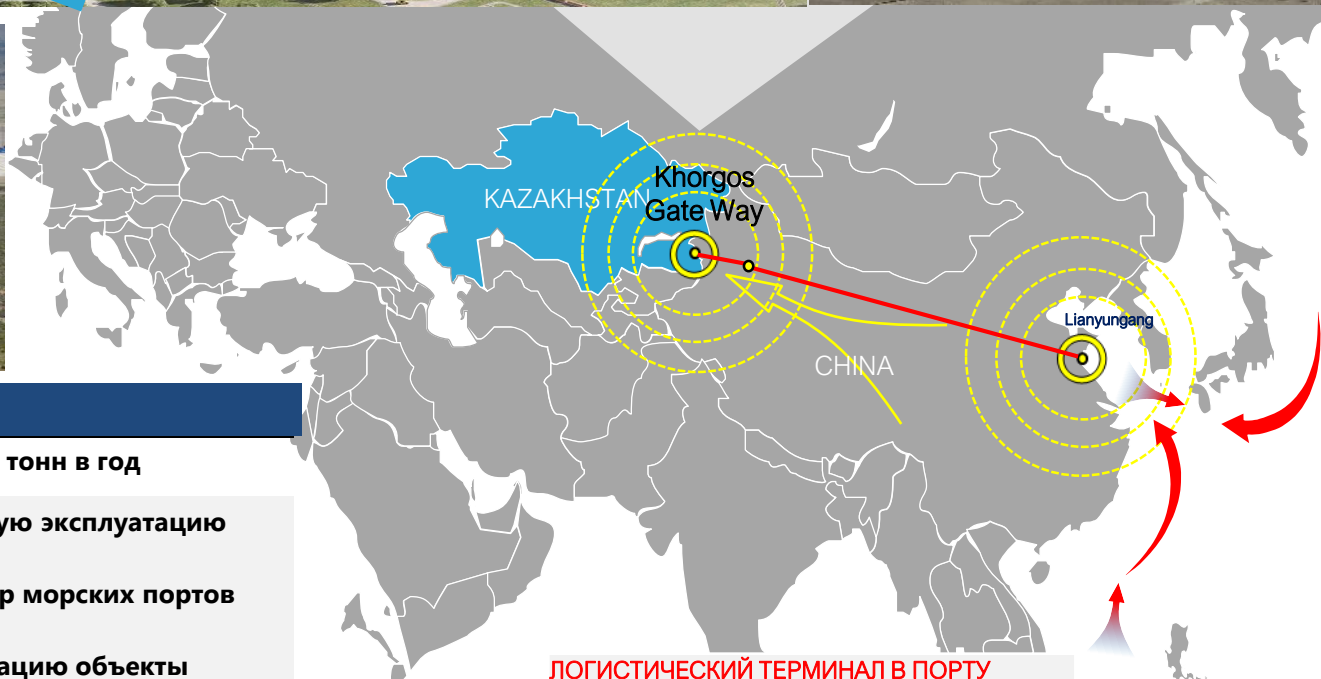 KAZAKHSTAN
Khorgos
Gate Way
Lianyungang
CHINA
тонн в год
ую эксплуатацию
р морских портов
ацию объекты
ЛОГИСТИЧЕСКИЙ ТЕРМИНАЛ В ПОРТУ